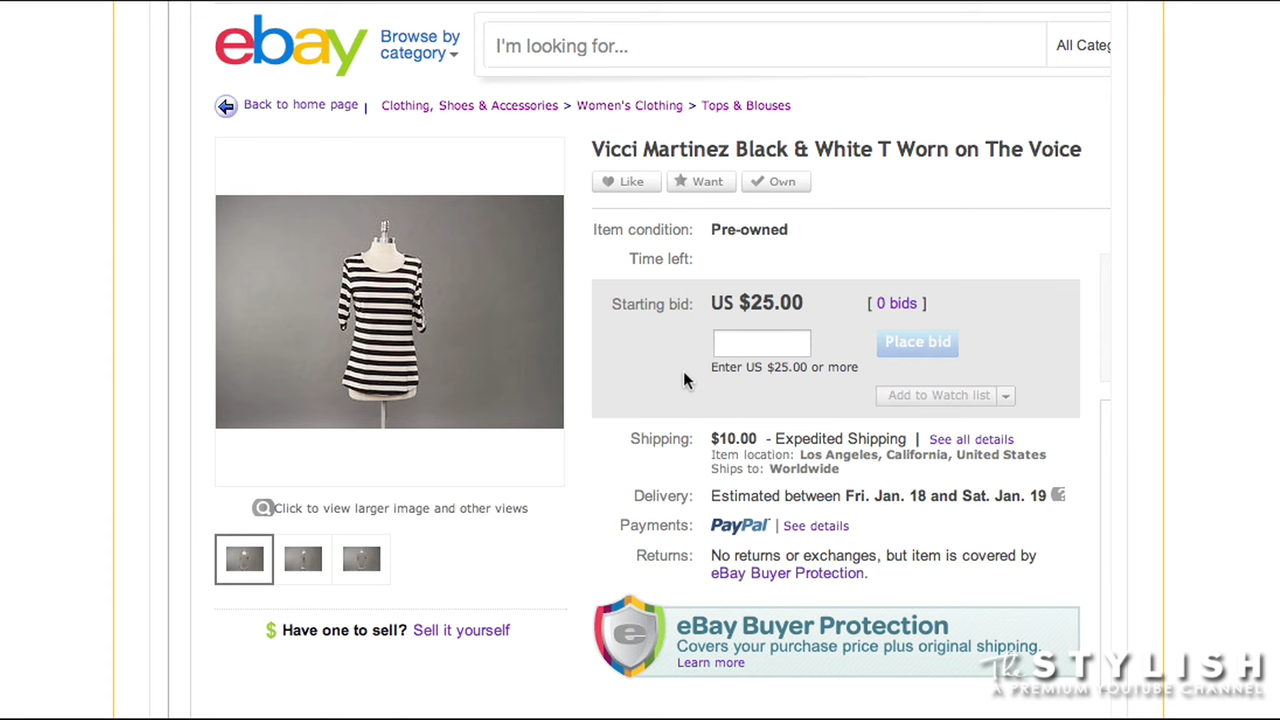 ebay
Browse by
category
I'm looking for...
All Categ
Back to home page | Clothing, Shoes & Accessories > Women's Clothing > Tops & Blouses
Vicci Martinez Black & White T Worn on The Voice
Like
Want
Own
Item condition: Pre-owned
Time left:
Starting bid: US $25.00 [ 0 bids ]
Place bid
Enter US $25.00 or more
Add to Watch list
Shipping: $10.00 - Expedited Shipping | See all details
Item location: Los Angeles, California, United States
Ships to: Worldwide
Delivery: Estimated between Fri. Jan. 18 and Sat. Jan. 19
Payments: PayPal | See details
Returns: No returns or exchanges, but item is covered by
eBay Buyer Protection.
Click to view larger image and other views
$ Have one to sell? Sell it yourself
e
eBay Buyer Protection
Covers your purchase price plus original shipping.
Learn more
The STYLISH
A PREMIUM YOUTUBE CHANNEL